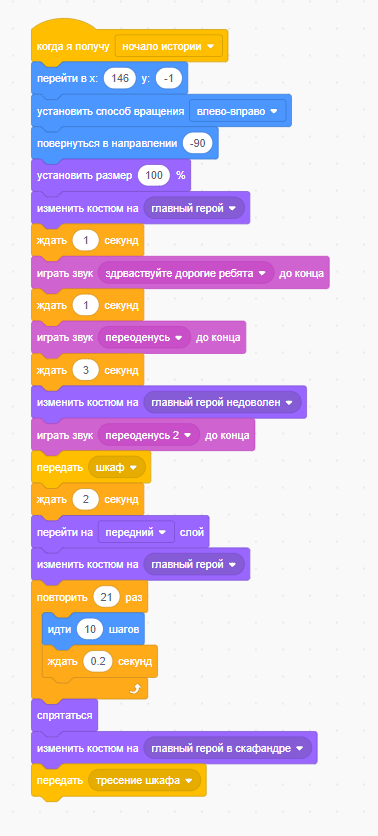 когда я получу начало истории
перейти в x: 146 y: -1
установить способ вращения влево-вправо
повернуться в направлении -90
установить размер 100 %
изменить костюм на главный герой
ждать 1 секунд
играть звук здраствуйте дорогие ребята до конца
ждать 1 секунд
играть звук переоденусь до конца
ждать 3 секунд
изменить костюм на главный герой недоволен
играть звук переоденусь 2 до конца
передать шкаф
ждать 2 секунд
перейти на передний слой
изменить костюм на главный герой
повторить 21 раз
идти 10 шагов
ждать 0.2 секунд
спрятаться
изменить костюм на главный герой в скафандре
передать тресение шкафа